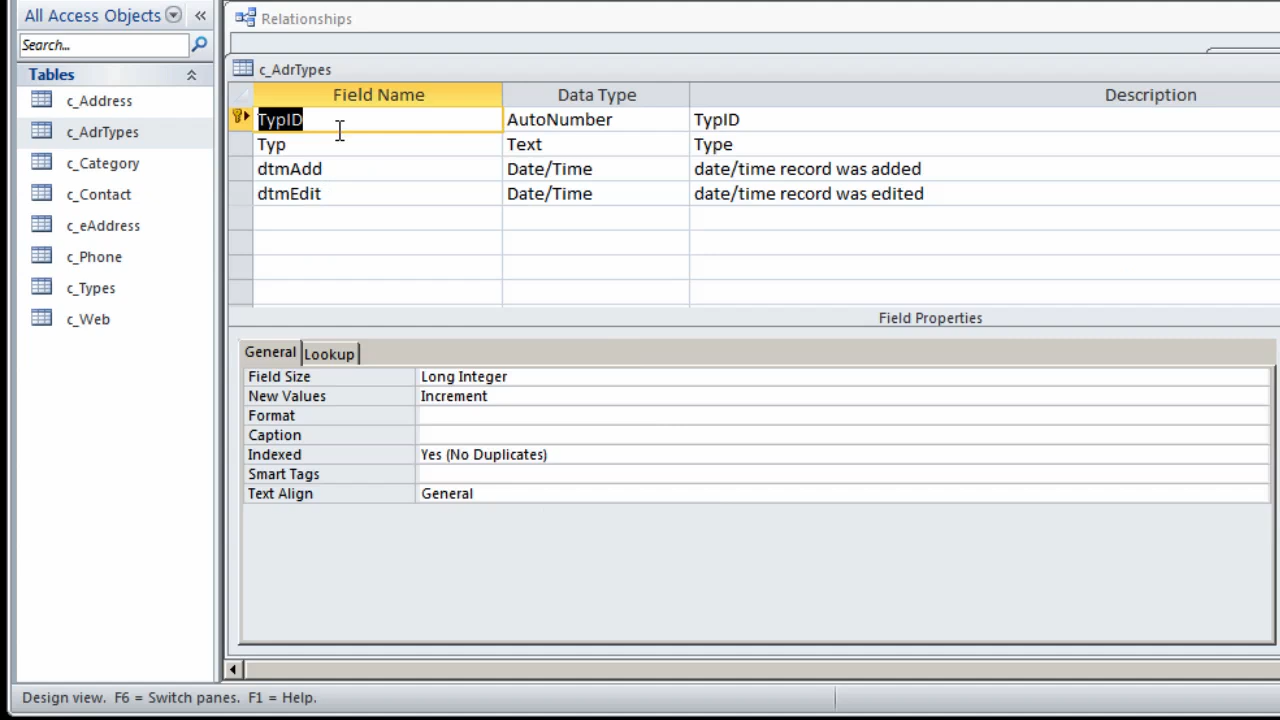 All Access Objects
Search...
Tables
c_Address
c_AdrTypes
c_Category
c_Contact
c_eAddress
c_Phone
c_Types
c_Web
Relationships
c_AdrTypes
Field Name Data Type Description
TypID AutoNumber TypID
Typ Text Type
dtmAdd Date/Time date/time record was added
dtmEdit Date/Time date/time record was edited
Field Properties
General Lookup
Field Size Long Integer
New Values Increment
Format
Caption
Indexed Yes (No Duplicates)
Smart Tags
Text Align General
Design view. F6 = Switch panes. F1 = Help.